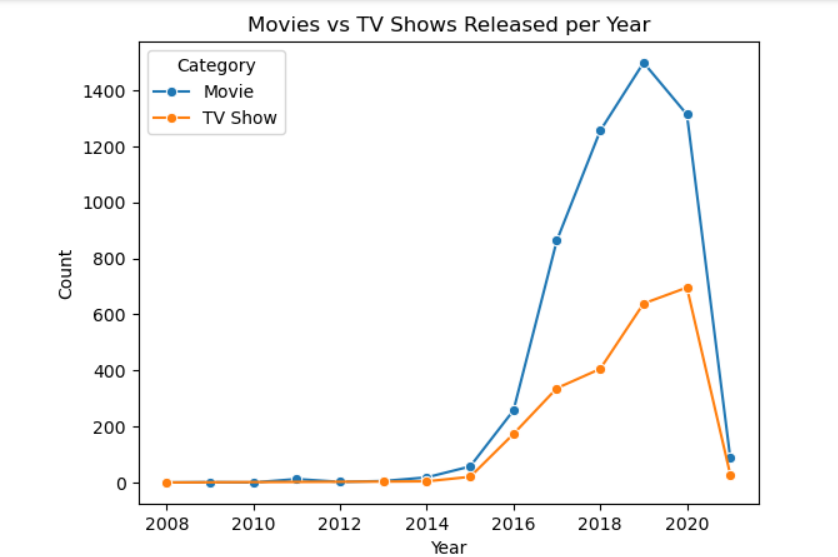 Movies vs TV Shows Released per Year
Category
Movie
TV Show
1400
1200
1000
800
600
400
200
0
Count
2008 2010 2012 2014 2016 2018 2020
Year